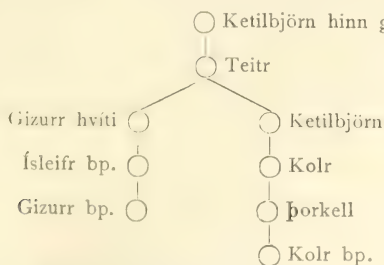 Ketilbjörn hinn g
Teitr
Gizurr hvíti Ketilbjörn
Ísleifr bp. Kolr
Gizurr bp. Þorkell
Kolr bp.